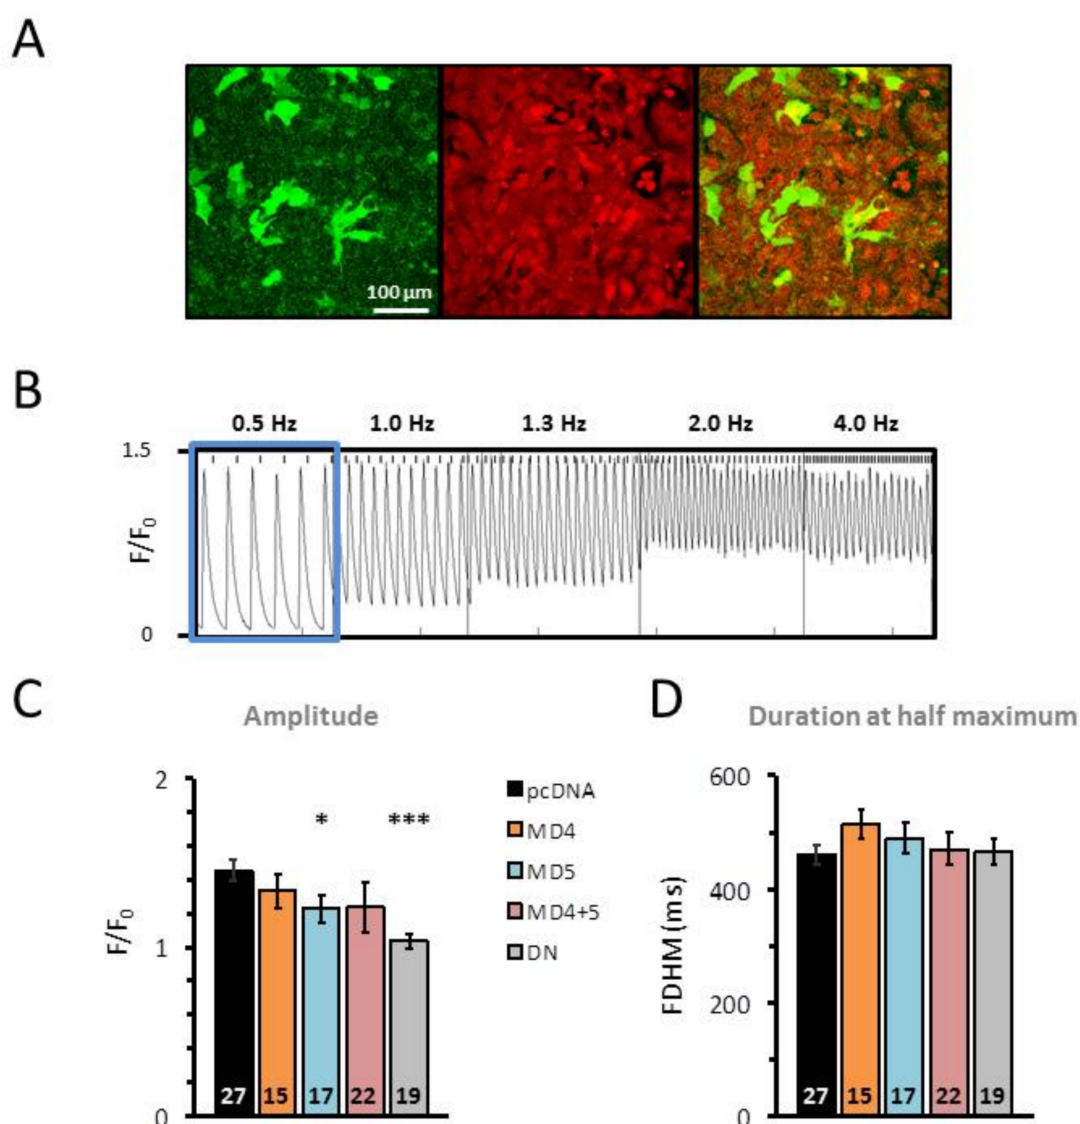 A
100 µm
B
0.5 Hz 1.0 Hz 1.3 Hz 2.0 Hz 4.0 Hz
1.5
F/F0
0
C
Amplitude
2
1
0
F/F0
* ***
27 15 17 22 19
pcDNA
MD4
MD5
MD4+5
DN
D
Duration at half maximum
600
400
200
0
FDHM (ms)
27 15 17 22 19